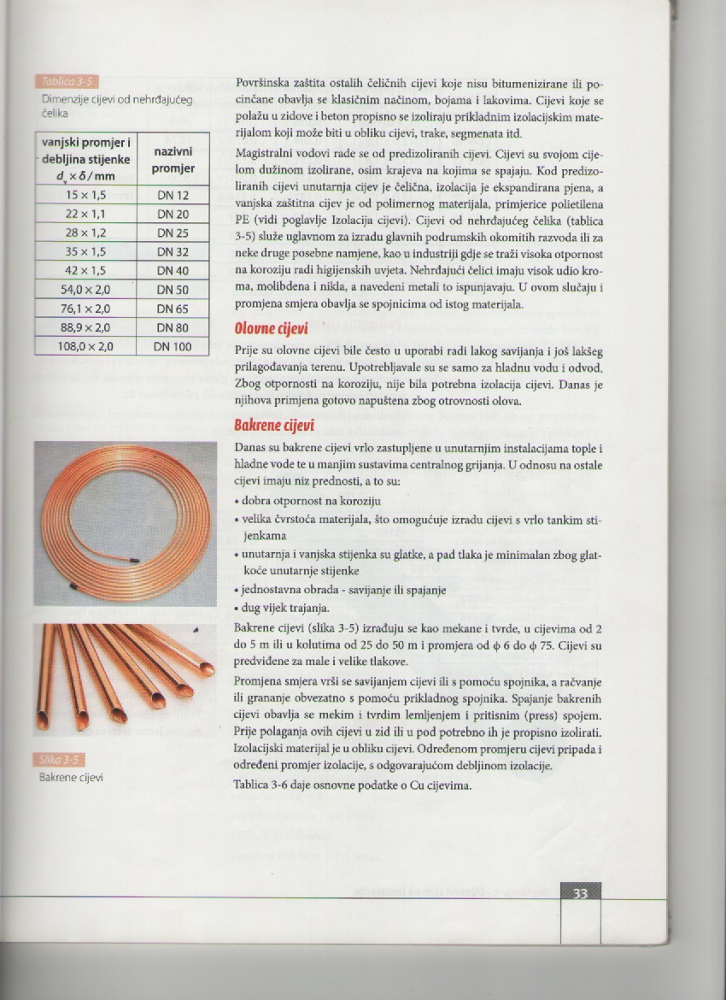 Tablica 3-5
Dimenzije cijevi od nehrđajućeg
čelika
vanjski promjer i
debljina stijenke
dv × δ / mm
nazivni
promjer
15 × 1,5 DN 12
22 × 1,1 DN 20
28 × 1,2 DN 25
35 × 1,5 DN 32
42 × 1,5 DN 40
54,0 × 2,0 DN 50
76,1 × 2,0 DN 65
88,9 × 2,0 DN 80
108,0 × 2,0 DN 100
Slika 3-5
Bakrene cijevi
Površinska zaštita ostalih čeličnih cijevi koje nisu bitumenizirane ili po-
cinčane obavlja se klasičnim načinom, bojama i lakovima. Cijevi koje se
polažu u zidove i beton propisno se izoliraju prikladnim izolacijskim mate-
rijalom koji može biti u obliku cijevi, trake, segmenata itd.
Magistralni vodovi rade se od predizoliranih cijevi. Cijevi su svojom cije-
lom dužinom izolirane, osim krajeva na kojima se spajaju. Kod predizo-
liranih cijevi unutarnja cijev je čelična, izolacija je ekspandirana pjena, a
vanjska zaštitna cijev je od polimernog materijala, primjerice polietilena
PE (vidi poglavlje Izolacija cijevi). Cijevi od nehrđajućeg čelika (tablica
3-5) služe uglavnom za izradu glavnih podrumskih okomitih razvoda ili za
neke druge posebne namjene, kao u industriji gdje se traži visoka otpornost
na koroziju radi higijenskih uvjeta. Nehrđajući čelici imaju visok udio kro-
ma, molibdena i nikla, a navedeni metali to ispunjavaju. U ovom slučaju i
promjena smjera obavlja se spojnicima od istog materijala.
Olovne cijevi
Prije su olovne cijevi bile često u uporabi radi lakog savijanja i još lakšeg
prilagođavanja terenu. Upotrebljavale su se samo za hladnu vodu i odvod.
Zbog otpornosti na koroziju, nije bila potrebna izolacija cijevi. Danas je
njihova primjena gotovo napuštena zbog otrovnosti olova.
Bakrene cijevi
Danas su bakrene cijevi vrlo zastupljene u unutarnjim instalacijama tople i
hladne vode te u manjim sustavima centralnog grijanja. U odnosu na ostale
cijevi imaju niz prednosti, a to su:
• dobra otpornost na koroziju
• velika čvrstoća materijala, što omogućuje izradu cijevi s vrlo tankim sti-
jenkama
• unutarnja i vanjska stijenka su glatke, a pad tlaka je minimalan zbog glat-
koće unutarnje stijenke
• jednostavna obrada - savijanje ili spajanje
• dug vijek trajanja.
Bakrene cijevi (slika 3-5) izrađuju se kao mekane i tvrde, u cijevima od 2
do 5 m ili u kolutima od 25 do 50 m i promjera od ϕ 6 do ϕ 75. Cijevi su
predviđene za male i velike tlakove.
Promjena smjera vrši se savijanjem cijevi ili s pomoću spojnika, a račvanje
ili grananje obvezatno s pomoću prikladnog spojnika. Spajanje bakrenih
cijevi obavlja se mekim i tvrdim lemljenjem i pritisnim (press) spojem.
Prije polaganja ovih cijevi u zid ili u pod potrebno ih je propisno izolirati.
Izolacijski materijal je u obliku cijevi. Određenom promjeru cijevi pripada i
određeni promjer izolacije, s odgovarajućom debljinom izolacije.
Tablica 3-6 daje osnovne podatke o Cu cijevima.
33